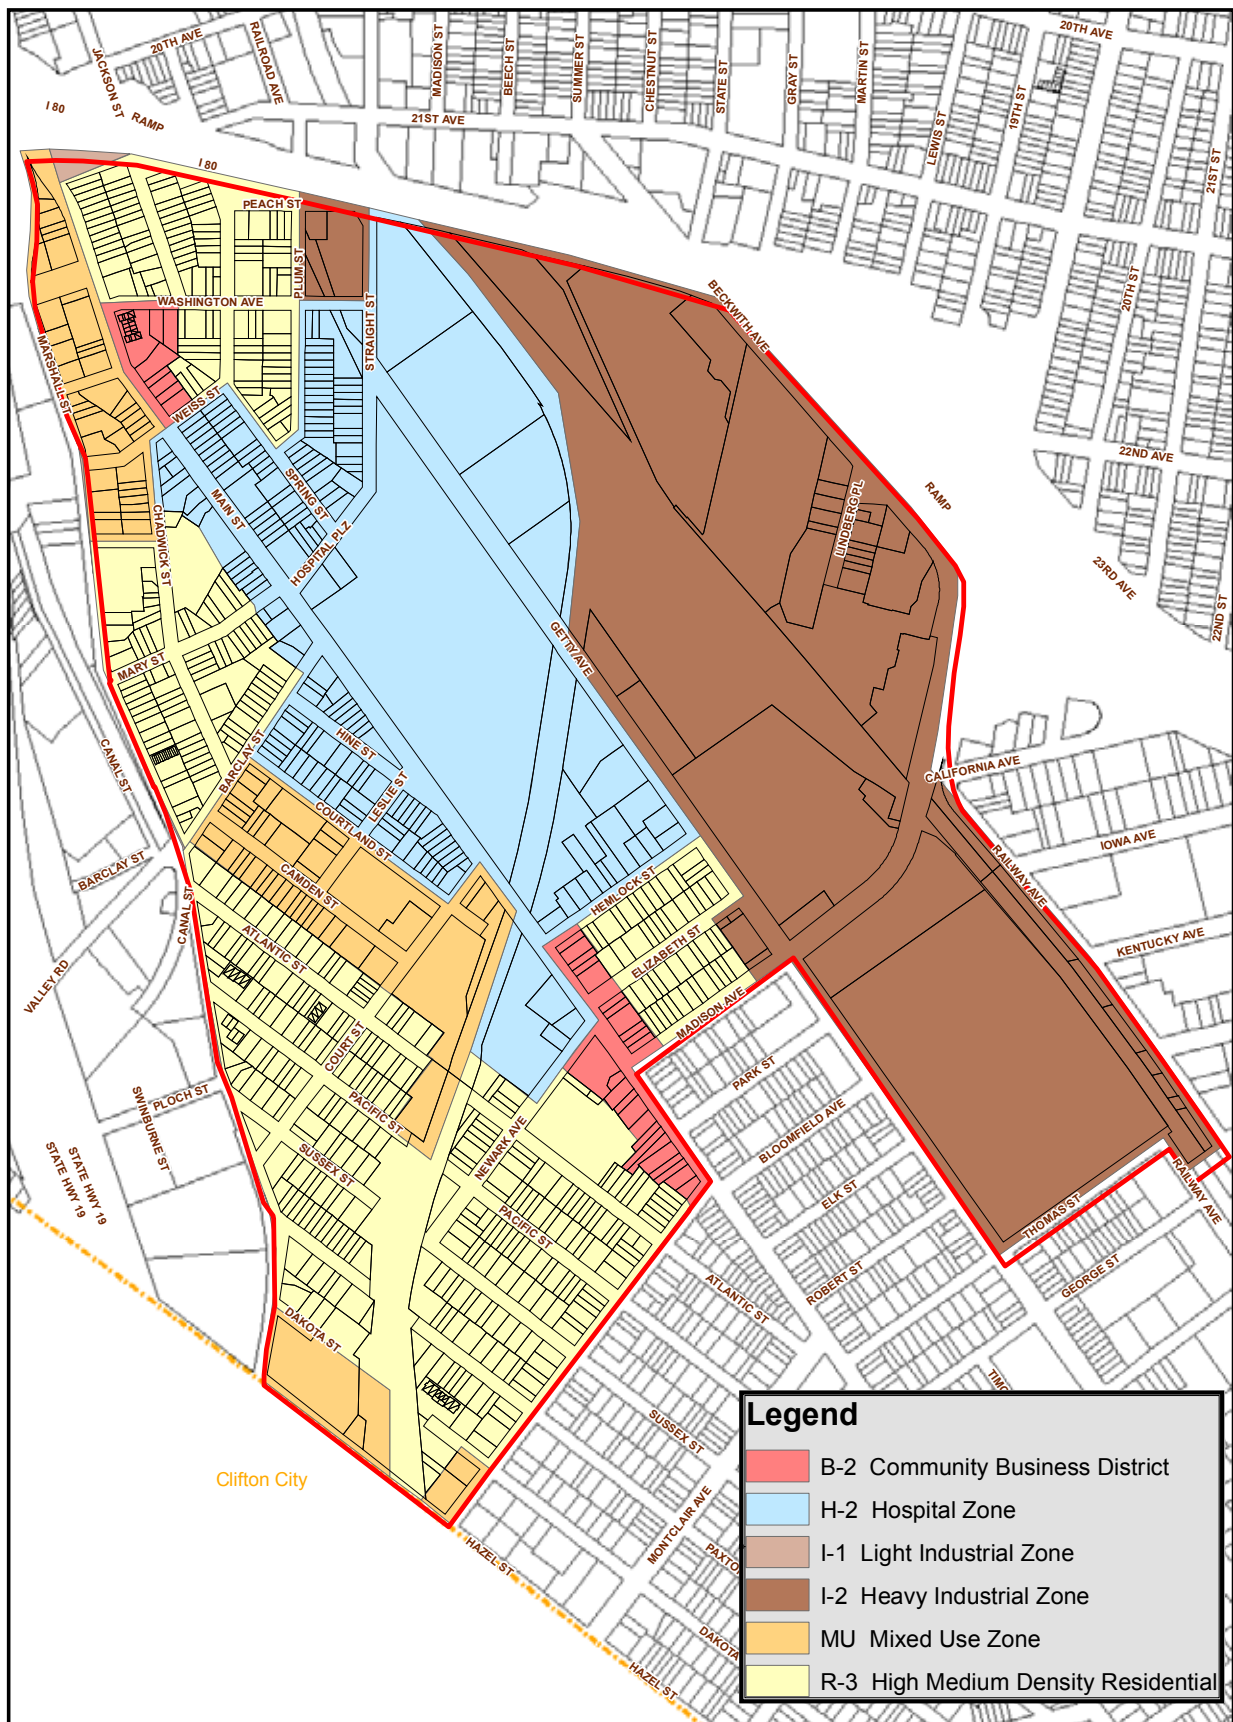 20TH AVE
JACKSON ST
RAILROAD AVE
MADISON ST
BEECH ST
SUMMER ST
CHESTNUT ST
STATE ST
GRAY ST
MARTIN ST
LEWIS ST
19TH ST
20TH AVE
21ST ST
I 80
RAMP
21ST AVE
I 80
PEACH ST
PLUM ST
WASHINGTON AVE
STRAIGHT ST
MARSHALL ST
WEISS ST
BECKWITH AVE
20TH ST
22ND AVE
RAMP
23RD AVE
22ND ST
MAIN ST
SPRING ST
HOSPITAL PLZ
CHADWICK ST
LINDBERG PL
GETTY AVE
MARY ST
CANAL ST
BARCLAY ST
HINE ST
LESLIE ST
COURTLAND ST
CALIFORNIA AVE
IOWA AVE
RAILWAY AVE
KENTUCKY AVE
BARCLAY ST
CANAL ST
CAMDEN ST
HEMLOCK ST
ELIZABETH ST
MADISON AVE
VALLEY RD
ATLANTIC ST
COURT ST
PACIFIC ST
PARK ST
BLOOMFIELD AVE
PLOCH ST
SWINBURNE ST
STATE HWY 19
STATE HWY 19
SUSSEX ST
NEWARK AVE
PACIFIC ST
ELK ST
THOMAS ST
RAILWAY AVE
ROBERT ST
GEORGE ST
ATLANTIC ST
DAKOTA ST
SUSSEX ST
MONTCLAIR AVE
HAZEL ST
HAZEL ST
Clifton City
Legend
B-2 Community Business District
H-2 Hospital Zone
I-1 Light Industrial Zone
I-2 Heavy Industrial Zone
MU Mixed Use Zone
R-3 High Medium Density Residential
DAKOTA